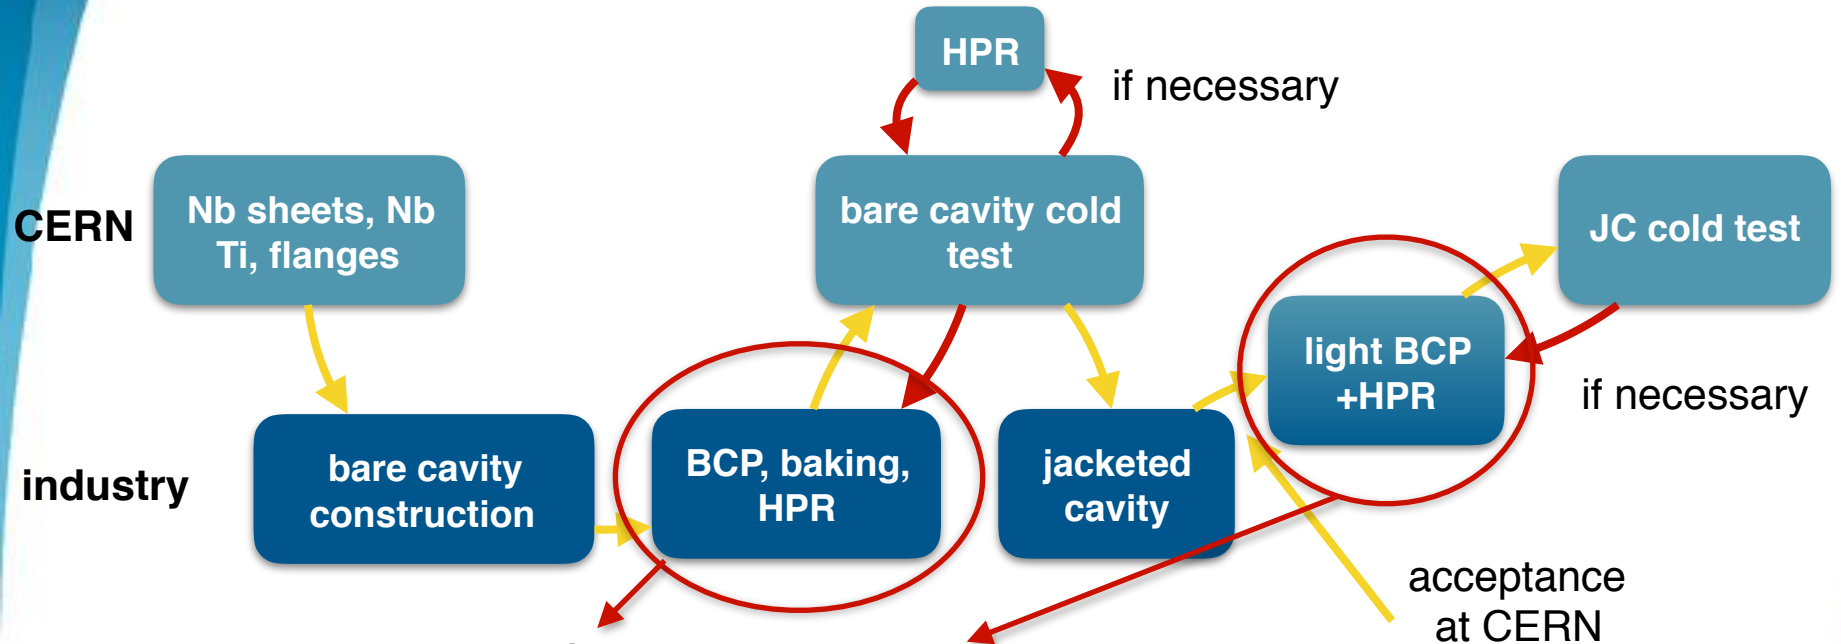 HPR
if necessary
CERN
Nb sheets, Nb
Ti, flanges
bare cavity cold
test
JC cold test
light BCP
+HPR
if necessary
industry
bare cavity
construction
BCP, baking,
HPR
jacketed
cavity
acceptance
at CERN